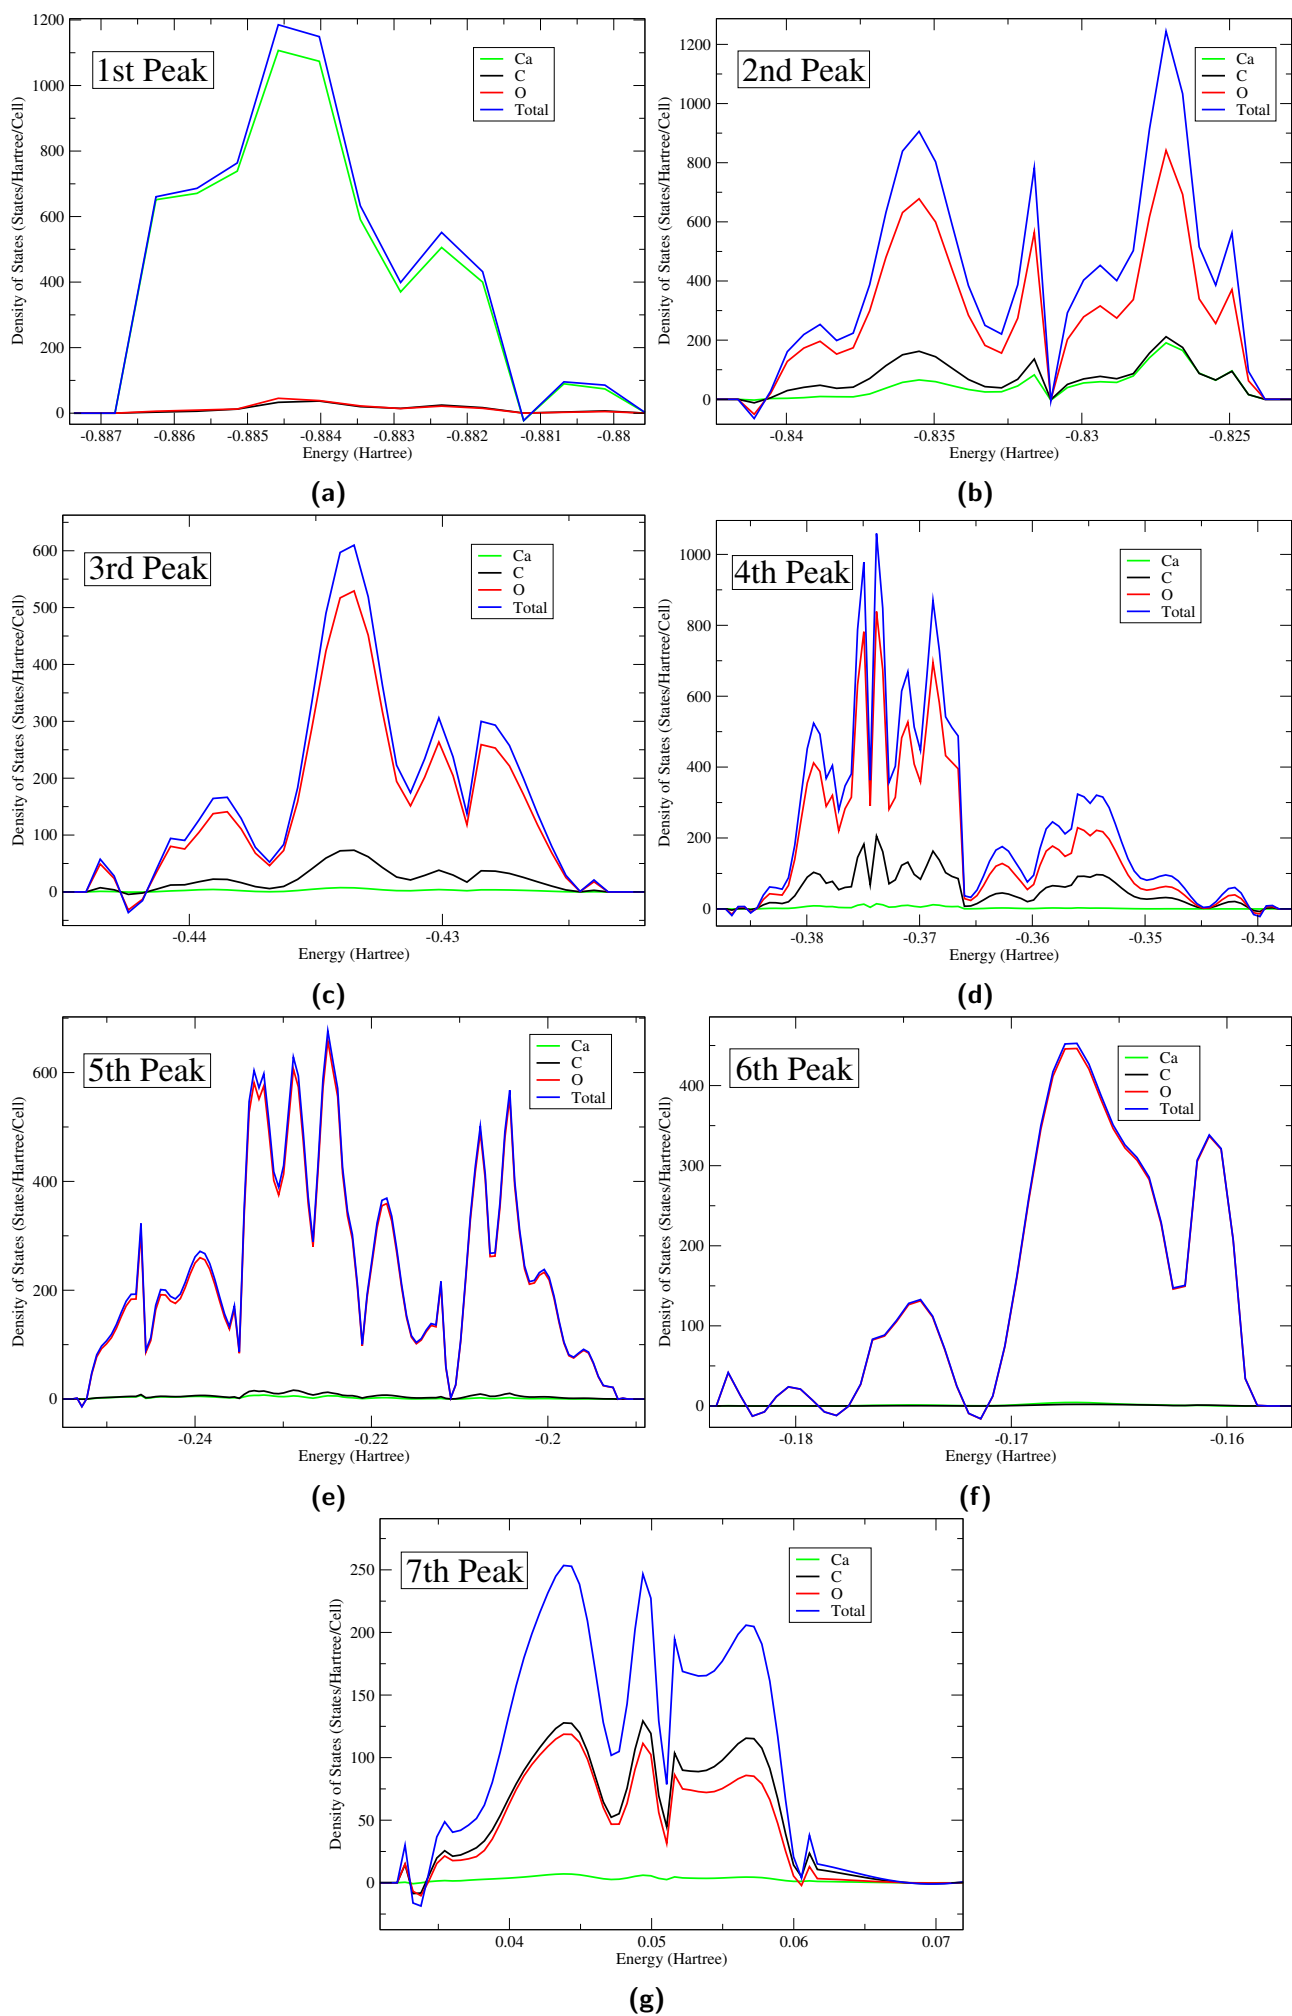 1st Peak
Ca
C
O
Total
Density of States (States/Hartree/Cell)
1200
1000
800
600
400
200
0
-0.887 -0.886 -0.885 -0.884 -0.883 -0.882 -0.881 -0.88
Energy (Hartree)
(a)
2nd Peak
Ca
C
O
Total
Density of States (States/Hartree/Cell)
1200
1000
800
600
400
200
0
-0.84 -0.835 -0.83 -0.825
Energy (Hartree)
(b)
3rd Peak
Ca
C
O
Total
Density of States (States/Hartree/Cell)
600
500
400
300
200
100
0
-0.44 -0.43
Energy (Hartree)
(c)
4th Peak
Ca
C
O
Total
Density of States (States/Hartree/Cell)
1000
800
600
400
200
0
-0.38 -0.37 -0.36 -0.35 -0.34
Energy (Hartree)
(d)
5th Peak
Ca
C
O
Total
Density of States (States/Hartree/Cell)
600
400
200
0
-0.24 -0.22 -0.2
Energy (Hartree)
(e)
6th Peak
Ca
C
O
Total
Density of States (States/Hartree/Cell)
400
300
200
100
0
-0.18 -0.17 -0.16
Energy (Hartree)
(f)
7th Peak
Ca
C
O
Total
Density of States (States/Hartree/Cell)
250
200
150
100
50
0
0.04 0.05 0.06 0.07
Energy (Hartree)
(g)